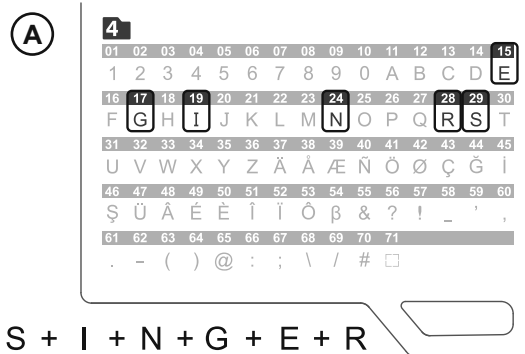 A
4
01 02 03 04 05 06 07 08 09 10 11 12 13 14 15
1 2 3 4 5 6 7 8 9 0 A B C D E
16 17 18 19 20 21 22 23 24 25 26 27 28 29 30
F G H I J K L M N O P Q R S T
31 32 33 34 35 36 37 38 39 40 41 42 43 44 45
U V W X Y Z Ä Å Æ Ñ Ö Ø Ç Ğ İ
46 47 48 49 50 51 52 53 54 55 56 57 58 59 60
Ş Ü Â É È Î Ï Ô β & ? ! _ ' ,
61 62 63 64 65 66 67 68 69 70 71
. - ( ) @ : ; \ / # ⬚
S + I + N + G + E + R